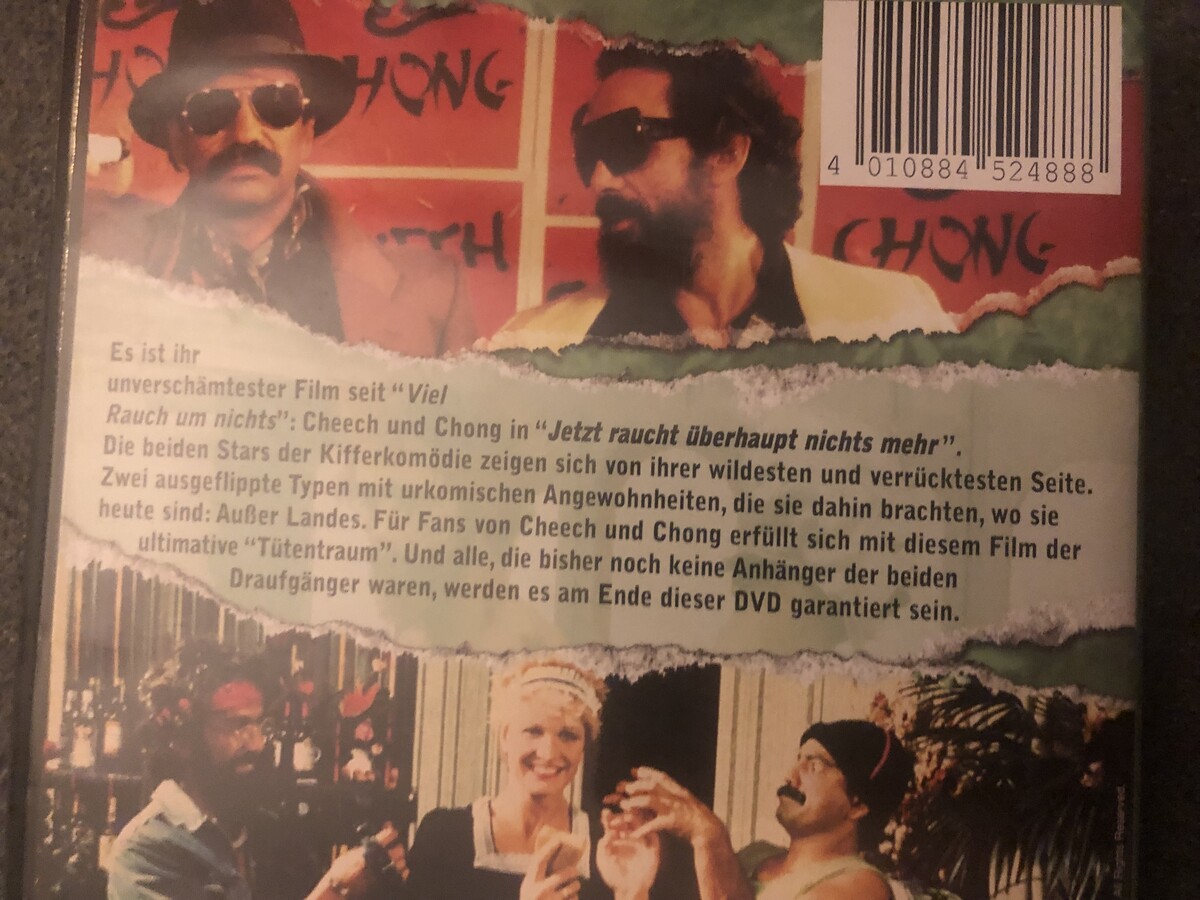 HONG
4 010884 524888
CHONG
Es ist ihr
unverschämtester Film seit "Viel
Rauch um nichts": Cheech und Chong in "Jetzt raucht überhaupt nichts mehr".
Die beiden Stars der Kifferkomödie zeigen sich von ihrer wildesten und verrücktesten Seite.
Zwei ausgeflippte Typen mit urkomischen Angewohnheiten, die sie dahin brachten, wo sie
heute sind: Außer Landes. Für Fans von Cheech und Chong erfüllt sich mit diesem Film der
ultimative "Tütentraum". Und alle, die bisher noch keine Anhänger der beiden
Draufgänger waren, werden es am Ende dieser DVD garantiert sein.
All Rights Reserved.